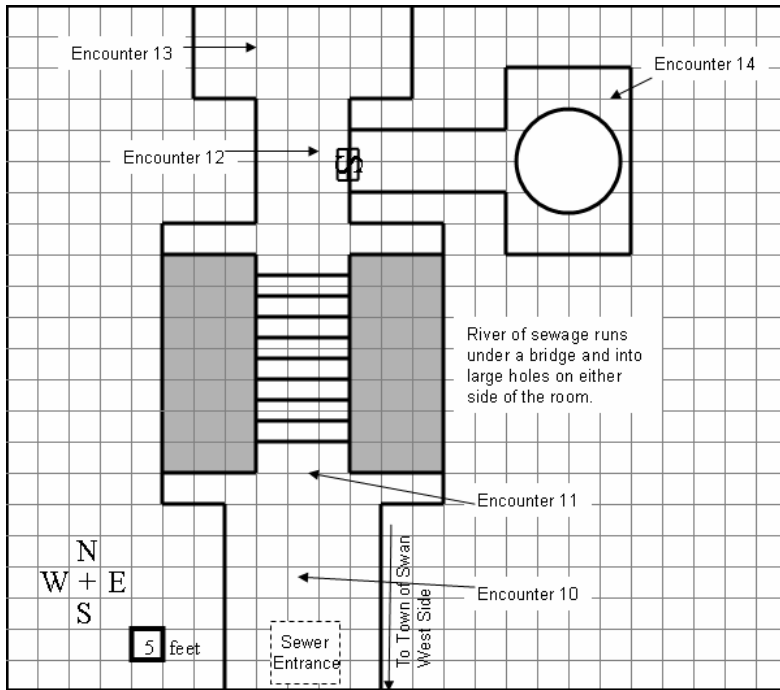 Encounter 13
Encounter 14
Encounter 12
S
River of sewage runs
under a bridge and into
large holes on either
side of the room.
Encounter 11
N
W + E
S
Encounter 10
To Town of Swan
West Side
5 feet
Sewer
Entrance